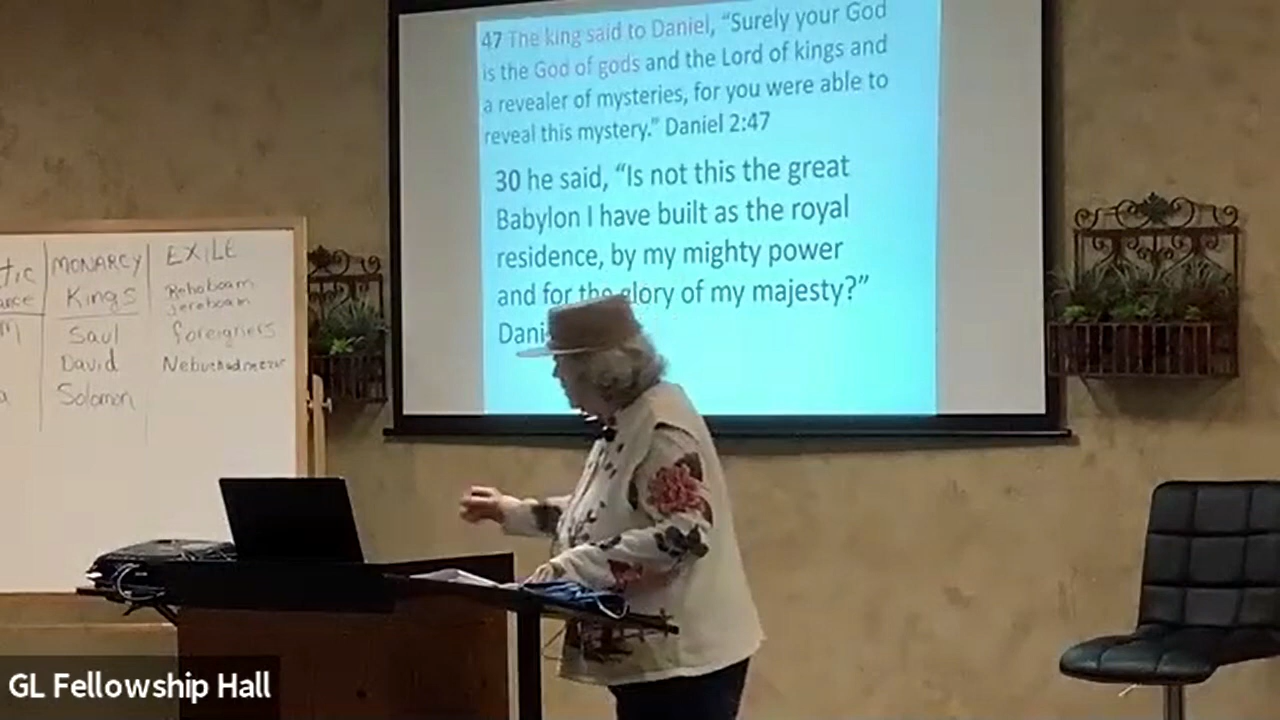 47 The king said to Daniel, “Surely your God
is the God of gods and the Lord of kings and
a revealer of mysteries, for you were able to
reveal this mystery.” Daniel 2:47
30 he said, “Is not this the great
Babylon I have built as the royal
residence, by my mighty power
and for the glory of my majesty?”
Dani
MONARCY
Kings
Saul
David
Solomon
EXILE
Rehoboam
Jeroboam
foreigners
GL Fellowship Hall